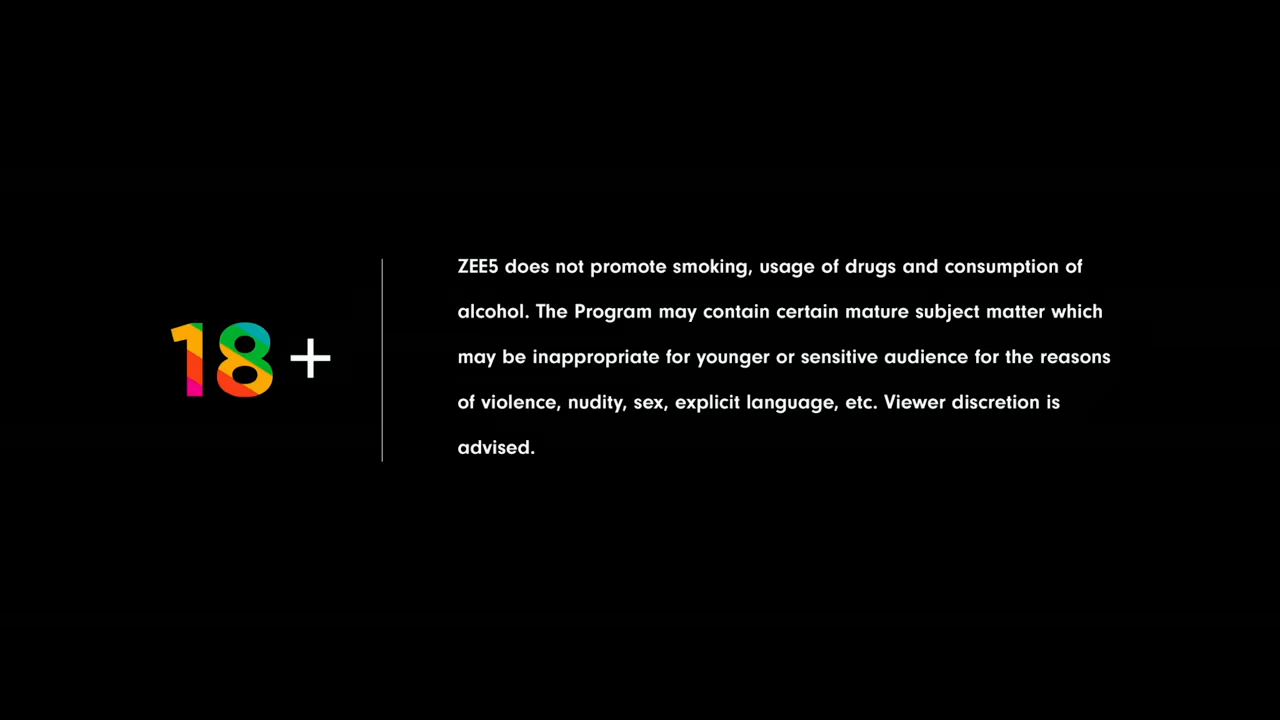 18+
ZEE5 does not promote smoking, usage of drugs and consumption of
alcohol. The Program may contain certain mature subject matter which
may be inappropriate for younger or sensitive audience for the reasons
of violence, nudity, sex, explicit language, etc. Viewer discretion is
advised.